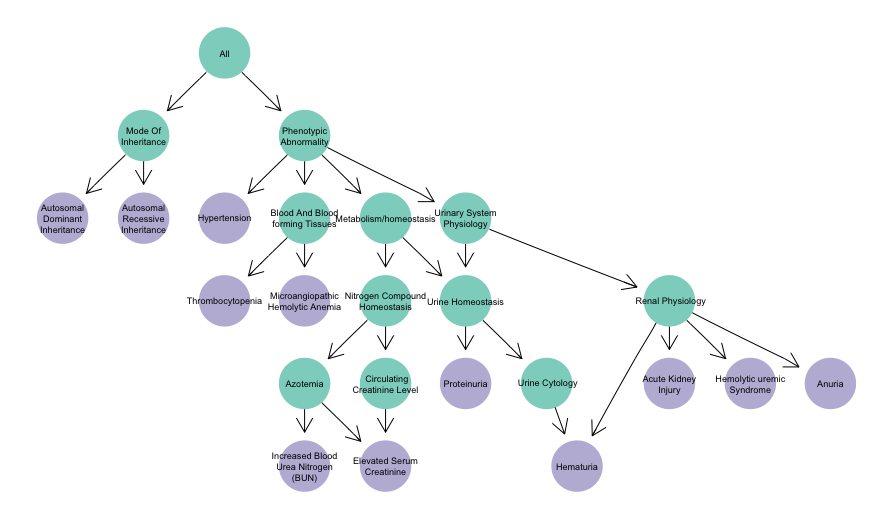 All
Mode Of
Inheritance
Phenotypic
Abnormality
Autosomal
Dominant
Inheritance
Autosomal
Recessive
Inheritance
Hypertension
Blood And Blood
forming Tissues
Metabolism/homeostasis
Urinary System
Physiology
Thrombocytopenia
Microangiopathic
Hemolytic Anemia
Nitrogen Compound
Homeostasis
Urine Homeostasis
Renal Physiology
Azotemia
Circulating
Creatinine Level
Proteinuria
Urine Cytology
Acute Kidney
Injury
Hemolytic uremic
Syndrome
Anuria
Increased Blood
Urea Nitrogen
(BUN)
Elevated Serum
Creatinine
Hematuria